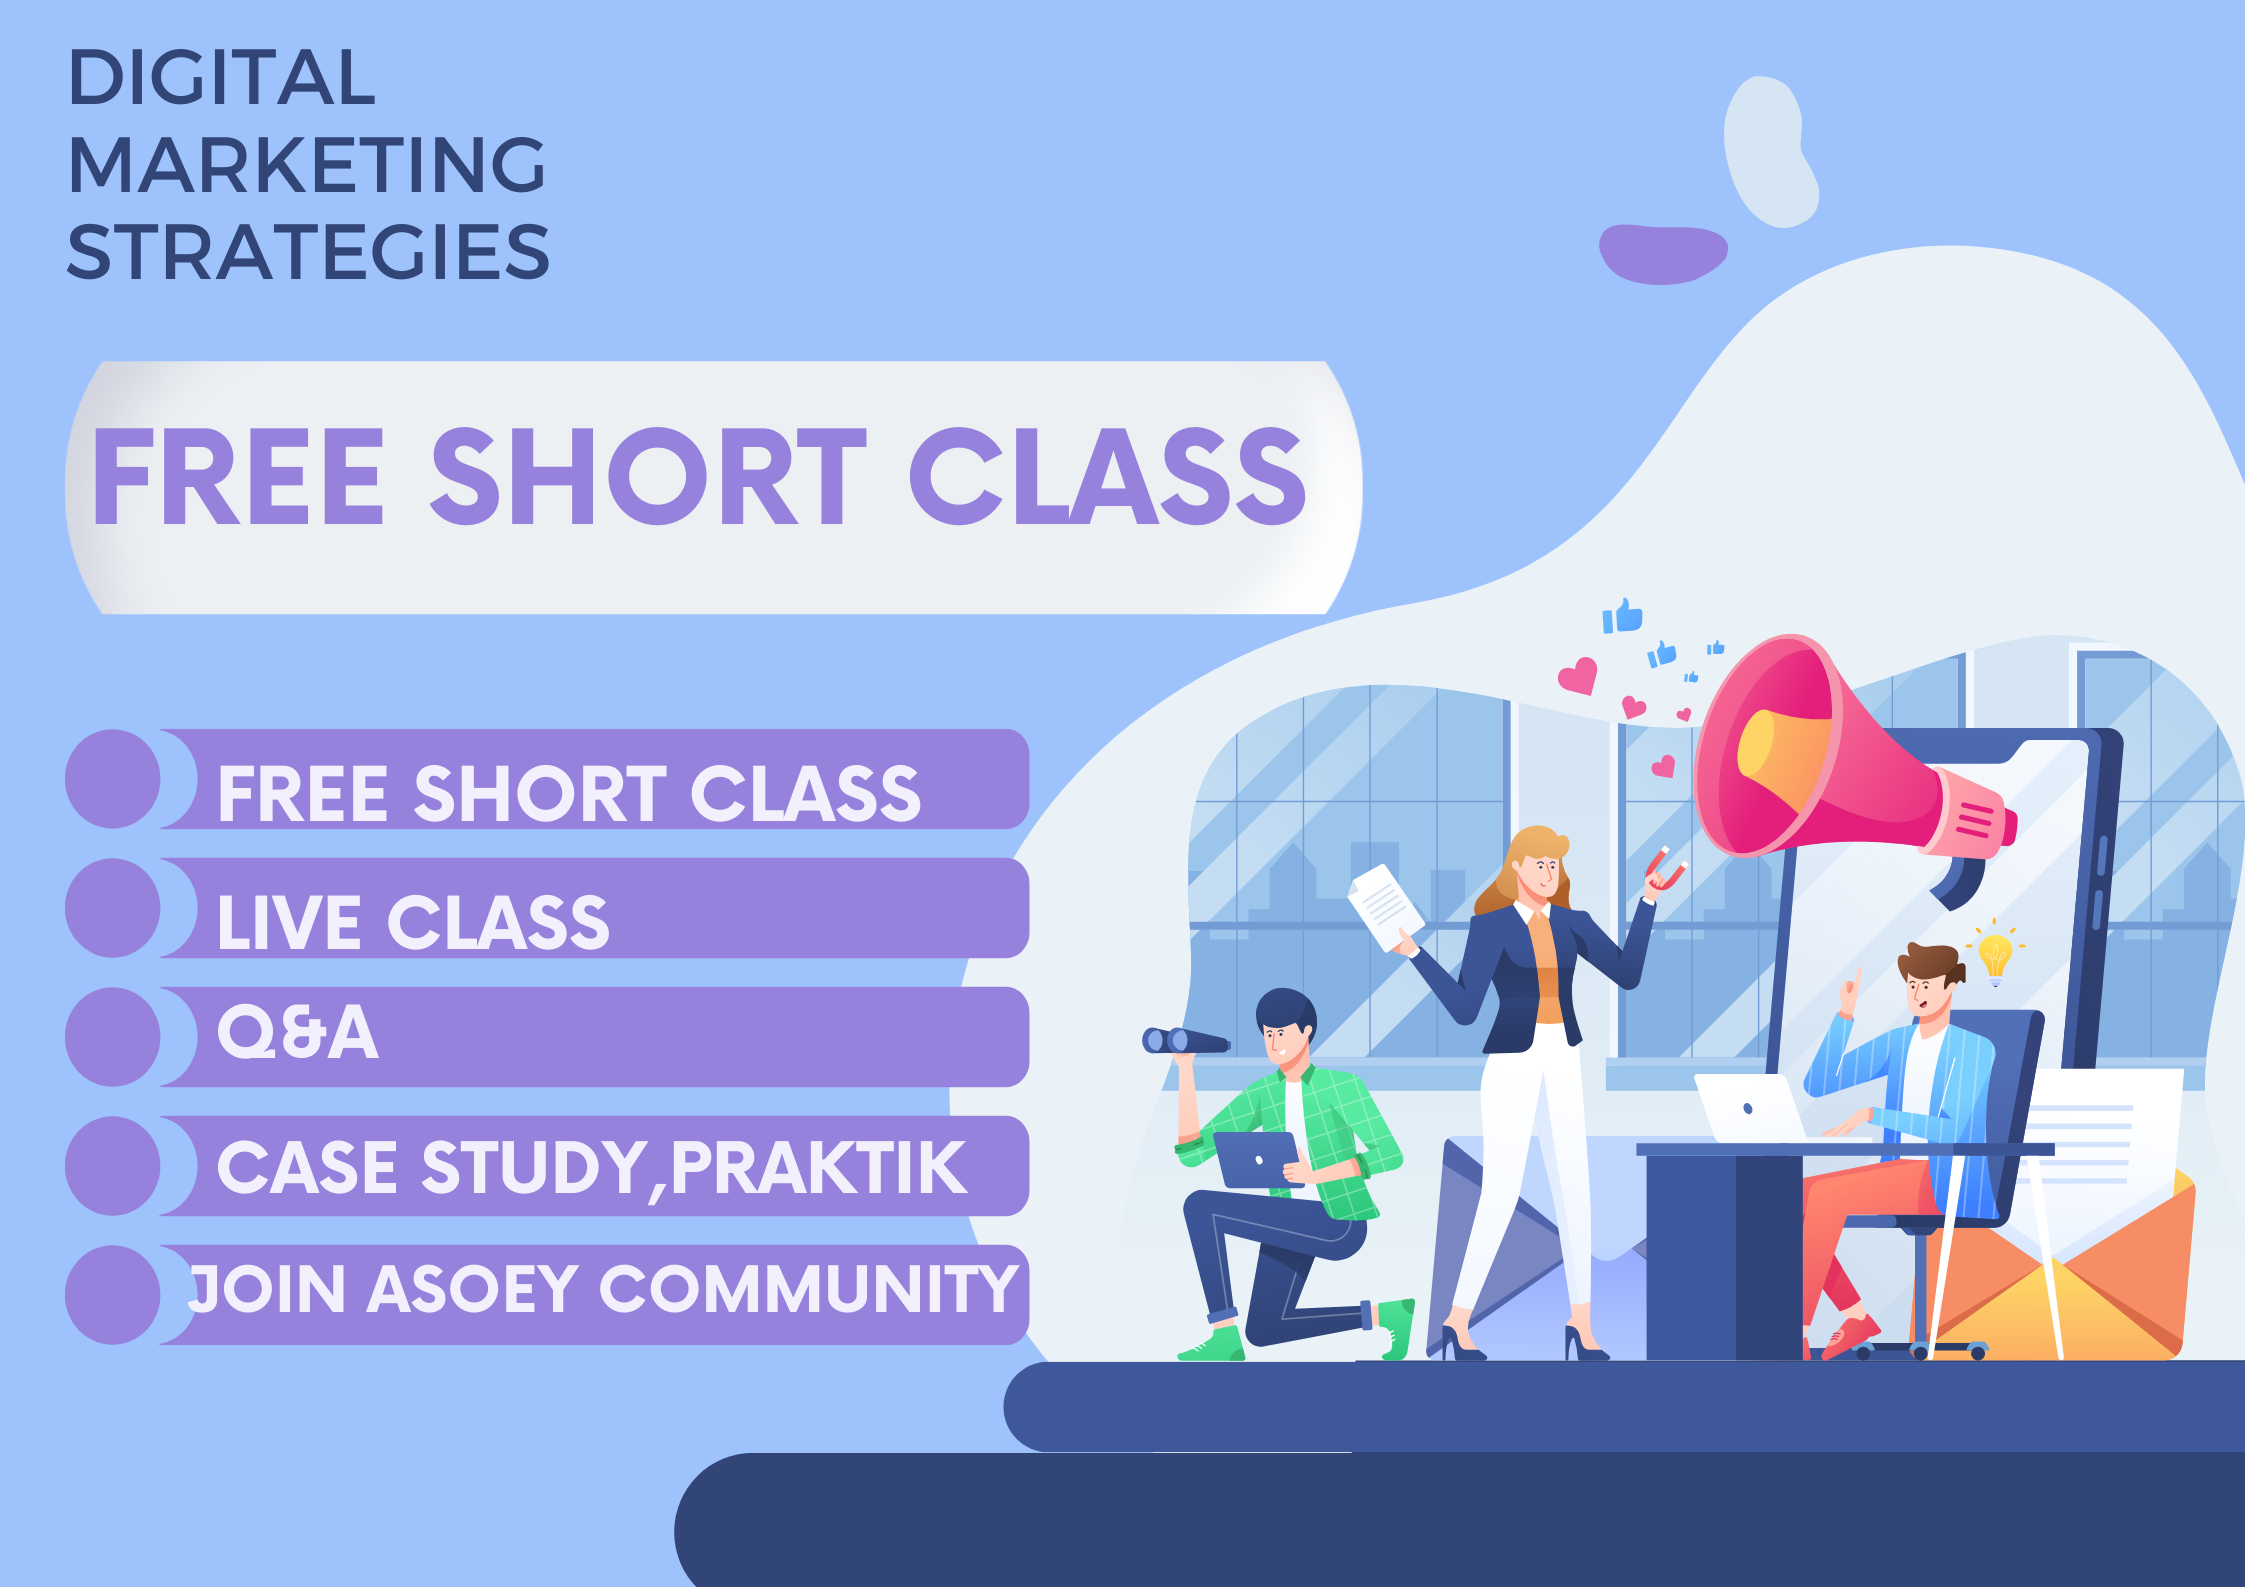 DIGITAL
MARKETING
STRATEGIES
FREE SHORT CLASS
FREE SHORT CLASS
LIVE CLASS
Q&A
CASE STUDY,PRAKTIK
JOIN ASOEY COMMUNITY